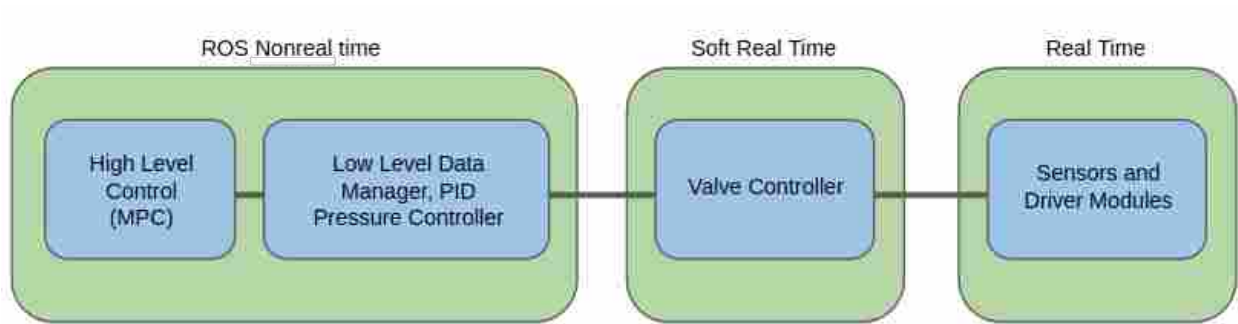 ROS Nonreal time
Soft Real Time
Real Time
High Level
Control
(MPC)
Low Level Data
Manager, PID
Pressure Controller
Valve Controller
Sensors and
Driver Modules